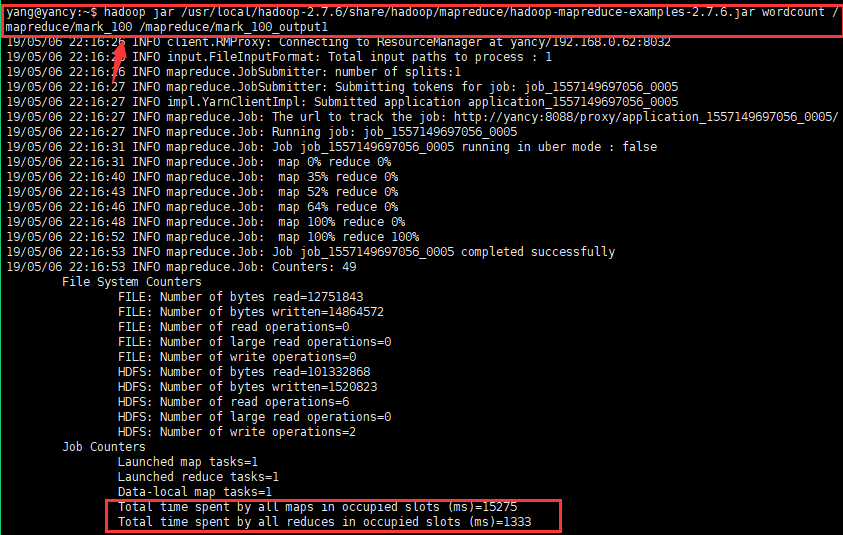 yang@yancy:~$ hadoop jar /usr/local/hadoop-2.7.6/share/hadoop/mapreduce/hadoop-mapreduce-examples-2.7.6.jar wordcount /
mapreduce/mark_100 /mapreduce/mark_100_output1
19/05/06 22:16:26 INFO client.RMProxy: Connecting to ResourceManager at yancy/192.168.0.62:8032
19/05/06 22:16: INFO input.FileInputFormat: Total input paths to process : 1
19/05/06 22:16:26 INFO mapreduce.JobSubmitter: number of splits:1
19/05/06 22:16:27 INFO mapreduce.JobSubmitter: Submitting tokens for job: job_1557149697056_0005
19/05/06 22:16:27 INFO impl.YarnClientImpl: Submitted application application_1557149697056_0005
19/05/06 22:16:27 INFO mapreduce.Job: The url to track the job: http://yancy:8088/proxy/application_1557149697056_0005/
19/05/06 22:16:27 INFO mapreduce.Job: Running job: job_1557149697056_0005
19/05/06 22:16:31 INFO mapreduce.Job: Job job_1557149697056_0005 running in uber mode : false
19/05/06 22:16:31 INFO mapreduce.Job:  map 0% reduce 0%
19/05/06 22:16:40 INFO mapreduce.Job:  map 35% reduce 0%
19/05/06 22:16:43 INFO mapreduce.Job:  map 52% reduce 0%
19/05/06 22:16:46 INFO mapreduce.Job:  map 64% reduce 0%
19/05/06 22:16:48 INFO mapreduce.Job:  map 100% reduce 0%
19/05/06 22:16:52 INFO mapreduce.Job:  map 100% reduce 100%
19/05/06 22:16:53 INFO mapreduce.Job: Job job_1557149697056_0005 completed successfully
19/05/06 22:16:53 INFO mapreduce.Job: Counters: 49
File System Counters
FILE: Number of bytes read=12751843
FILE: Number of bytes written=14864572
FILE: Number of read operations=0
FILE: Number of large read operations=0
FILE: Number of write operations=0
HDFS: Number of bytes read=101332868
HDFS: Number of bytes written=1520823
HDFS: Number of read operations=6
HDFS: Number of large read operations=0
HDFS: Number of write operations=2
Job Counters
Launched map tasks=1
Launched reduce tasks=1
Data-local map tasks=1
Total time spent by all maps in occupied slots (ms)=15275
Total time spent by all reduces in occupied slots (ms)=1333